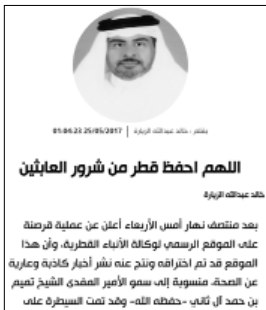 بقلم : خالد عبدالله الزيارة | 25/05/2017 01:04:23
اللهم احفظ قطر من شرور العابثين
خالد عبدالله الزيارة
بعد منتصف نهار أمس الأربعاء أعلن عن عملية قرصنة
على الموقع الرسمي لوكالة الأنباء القطرية، وأن هذا
الموقع قد تم اختراقه ونتج عنه نشر أخبار كاذبة وعارية
عن الصحة، منسوبة إلى سمو الأمير المفدى الشيخ تميم
بن حمد آل ثاني -حفظه الله- وقد تمت السيطرة على